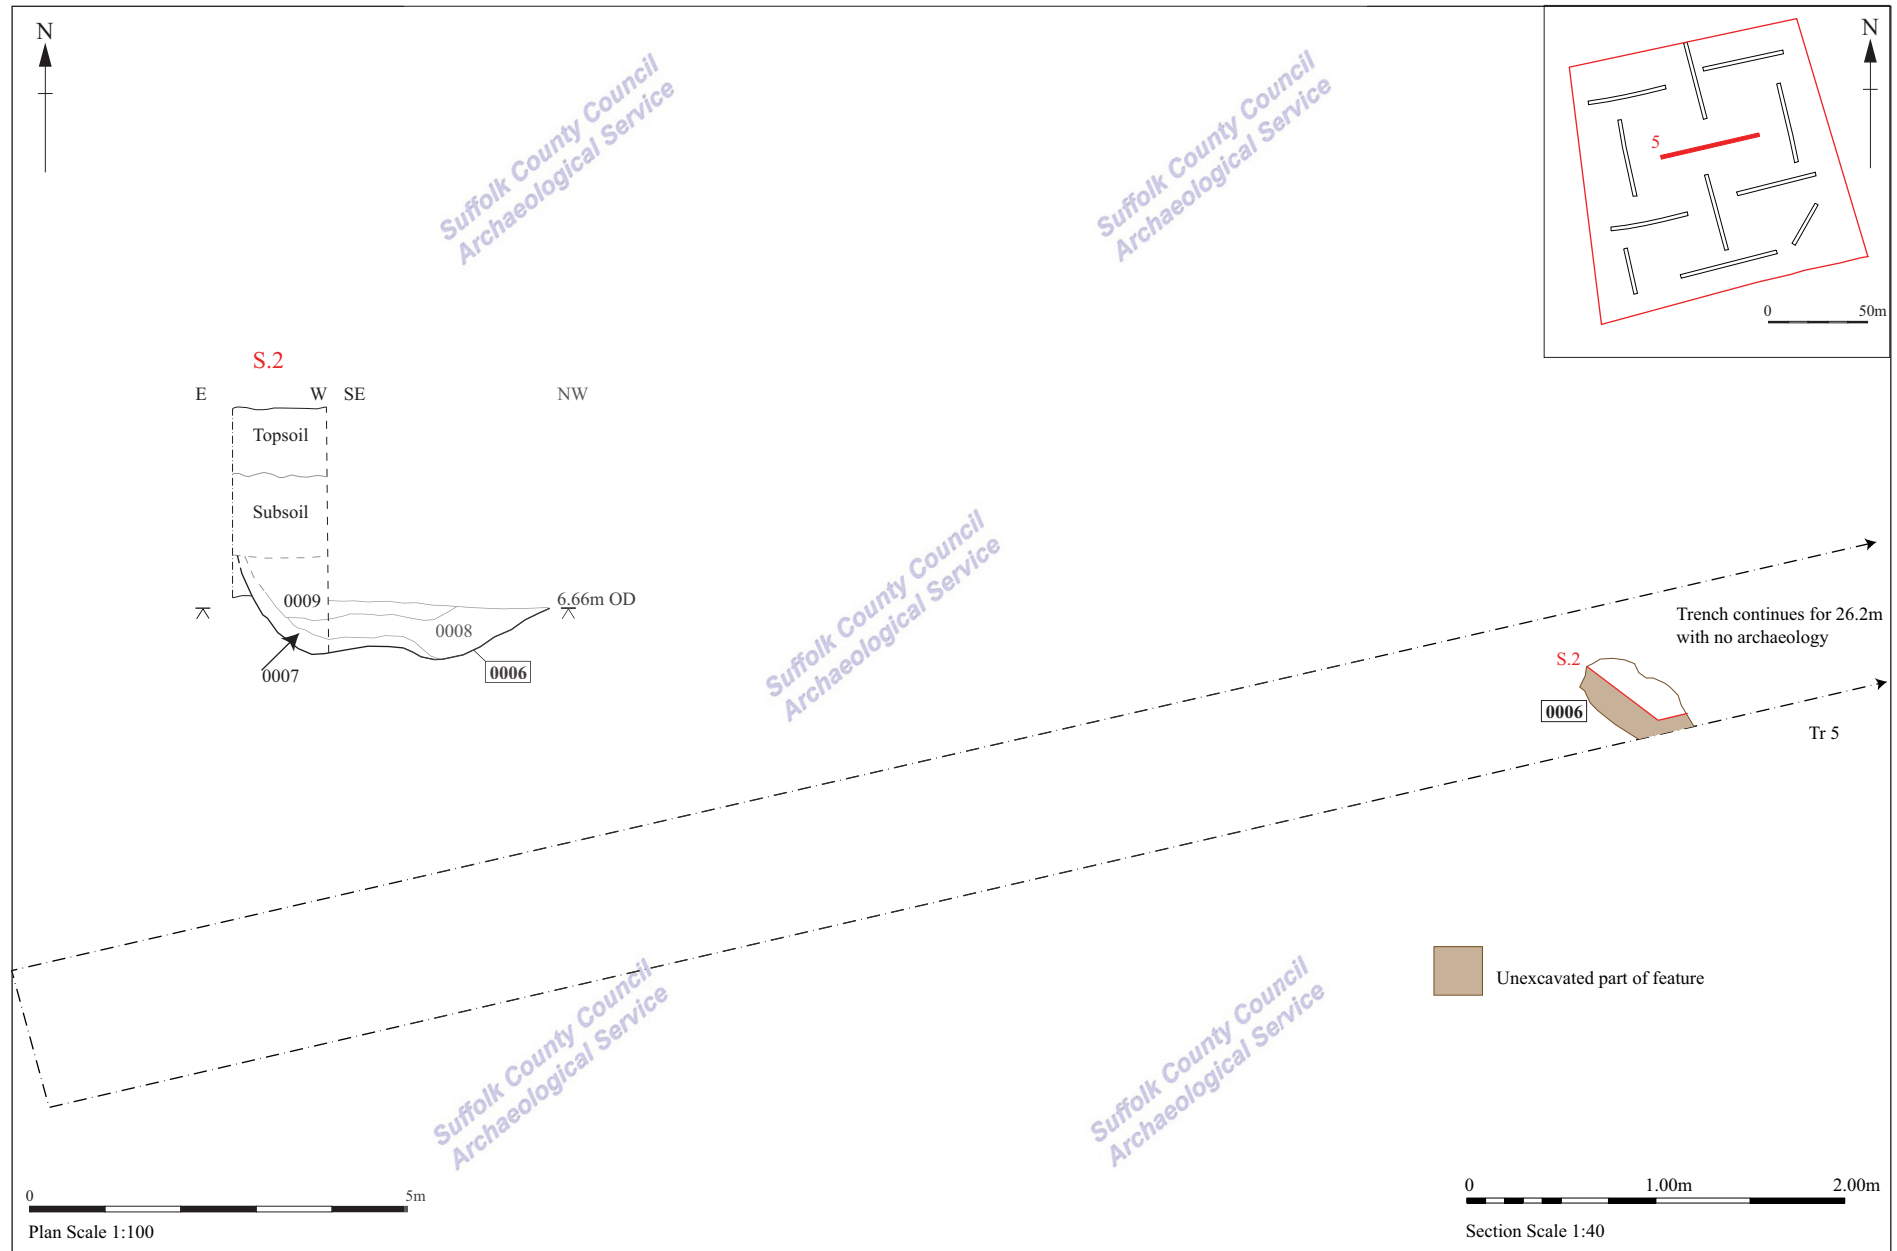 N
Suffolk County Council
Archaeological Service
Suffolk County Council
Archaeological Service
N
5
0 50m
S.2
E W SE NW
Topsoil
Subsoil
0009
6.66m OD
0008
0007
0006
Suffolk County Council
Archaeological Service
Trench continues for 26.2m
with no archaeology
S.2
0006
Tr 5
Unexcavated part of feature
Suffolk County Council
Archaeological Service
Suffolk County Council
Archaeological Service
0 5m
Plan Scale 1:100
0 1.00m 2.00m
Section Scale 1:40